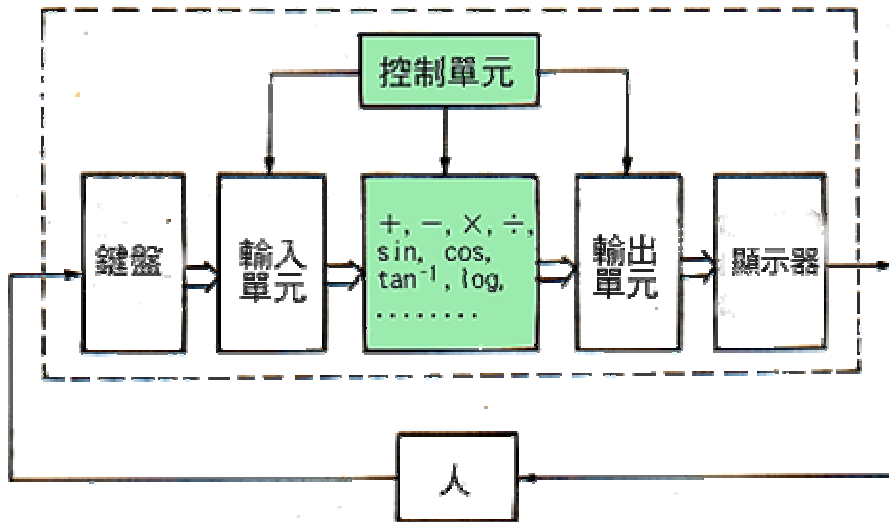 控制單元
鍵盤
輸入
單元
+, −, ×, ÷,
sin, cos,
tan⁻¹, log,
........
輸出
單元
顯示器
人